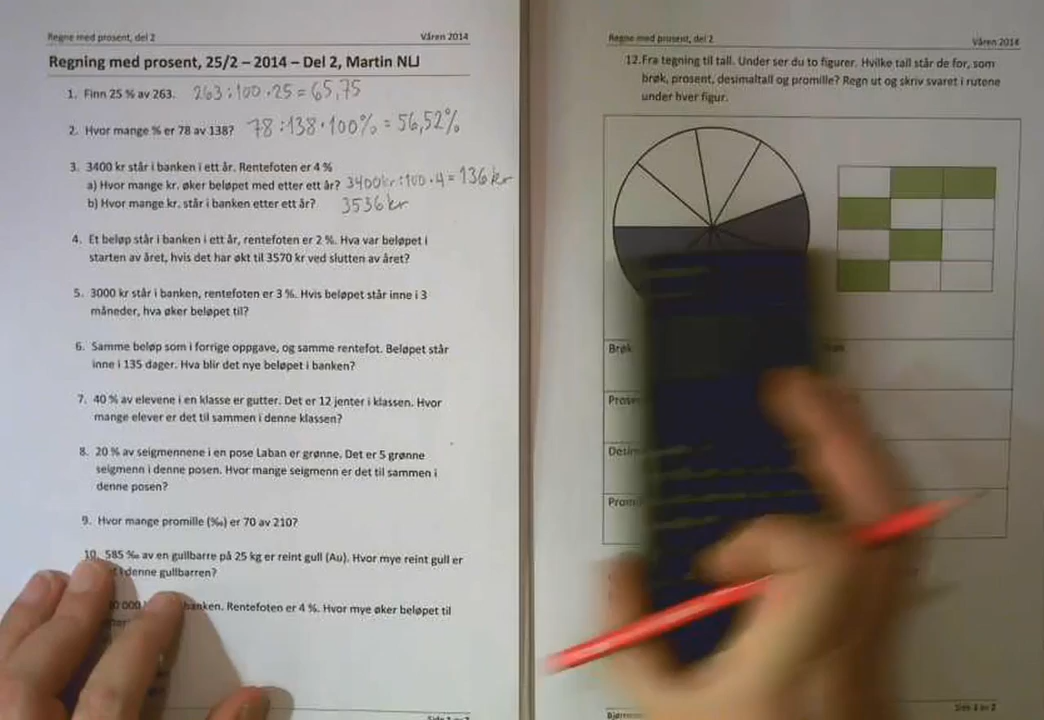 Regne med prosent, del 2 Våren 2014
Regning med prosent, 25/2 – 2014 – Del 2, Martin NLJ
1. Finn 25 % av 263. 263:100·25=65,75
2. Hvor mange % er 78 av 138? 78:138·100%=56,52%
3. 3400 kr står i banken i ett år. Rentefoten er 4 %
a) Hvor mange kr. øker beløpet med etter ett år? 3400kr:100·4=136kr
b) Hvor mange kr. står i banken etter ett år? 3536kr
4. Et beløp står i banken i ett år, rentefoten er 2 %. Hva var beløpet i
starten av året, hvis det har økt til 3570 kr ved slutten av året?
5. 3000 kr står i banken, rentefoten er 3 %. Hvis beløpet står inne i 3
måneder, hva øker beløpet til?
6. Samme beløp som i forrige oppgave, og samme rentefot. Beløpet står
inne i 135 dager. Hva blir det nye beløpet i banken?
7. 40 % av elevene i en klasse er gutter. Det er 12 jenter i klassen. Hvor
mange elever er det til sammen i denne klassen?
8. 20 % av seigmennene i en pose Laban er grønne. Det er 5 grønne
seigmenn i denne posen. Hvor mange seigmenn er det til sammen i
denne posen?
9. Hvor mange promille (‰) er 70 av 210?
10. 585 ‰ av en gullbarre på 25 kg er reint gull (Au). Hvor mye reint gull er
denne gullbarren?
banken. Rentefoten er 4 %. Hvor mye øker beløpet til
Regne med prosent, del 2 Våren 2014
12. Fra tegning til tall. Under ser du to figurer. Hvilke tall står de for, som
brøk, prosent, desimaltall og promille? Regn ut og skriv svaret i rutene
under hver figur.
Brøk
Side 2 av 2